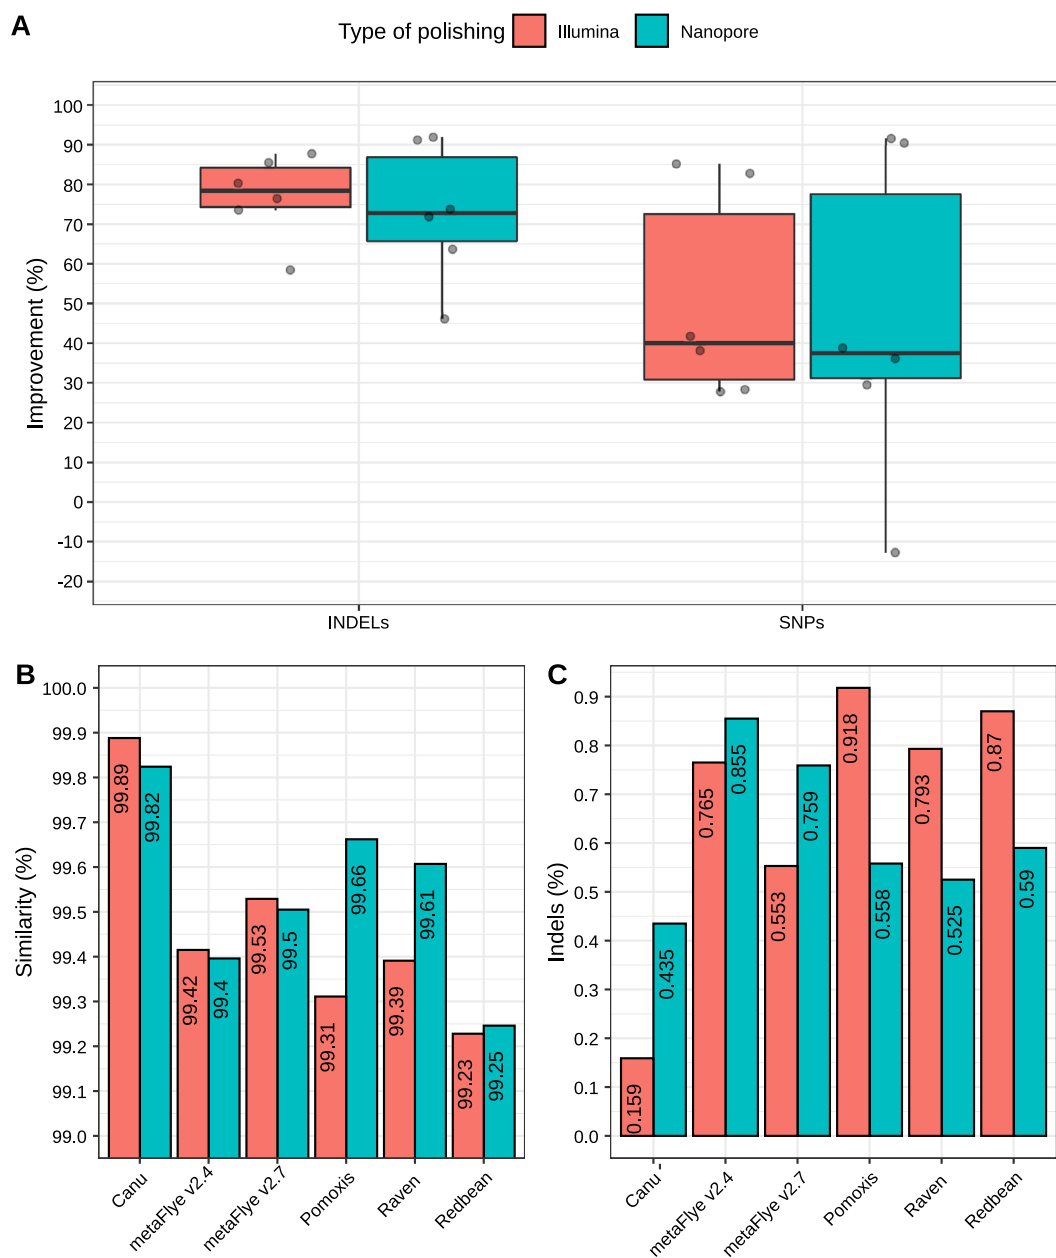 A
Type of polishing Illumina Nanopore
Improvement (%)
100
90
80
70
60
50
40
30
20
10
0
-10
-20
INDELs SNPs
B
Similarity (%)
100.0
99.9
99.8
99.7
99.6
99.5
99.4
99.3
99.2
99.1
99.0
99.89 99.82 99.42 99.4 99.53 99.5 99.31 99.66 99.39 99.61 99.23 99.25
Canu metaFlye v2.4 metaFlye v2.7 Pomoxis Raven Redbean
C
Indels (%)
0.9
0.8
0.7
0.6
0.5
0.4
0.3
0.2
0.1
0.0
0.159 0.435 0.765 0.855 0.553 0.759 0.918 0.558 0.793 0.525 0.87 0.59
Canu metaFlye v2.4 metaFlye v2.7 Pomoxis Raven Redbean